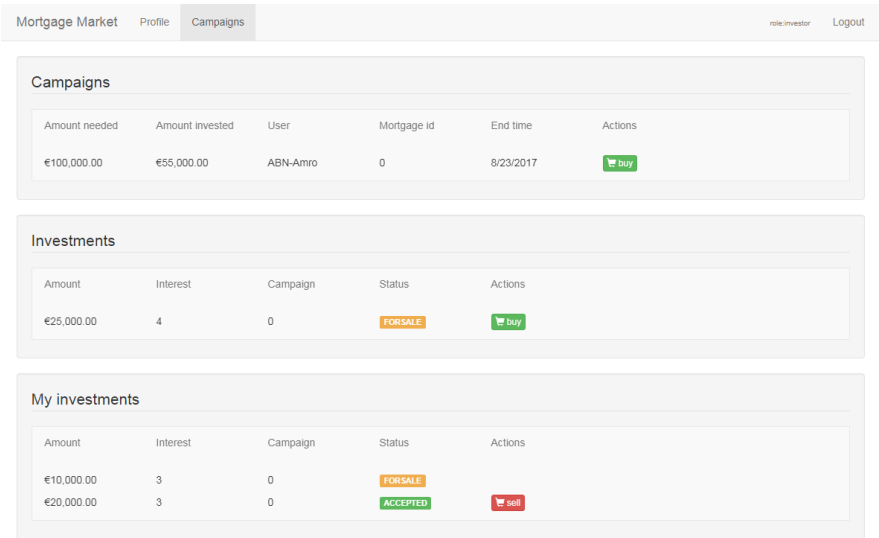 Mortgage Market Profile Campaigns role:investor Logout
Campaigns
Amount needed Amount invested User Mortgage id End time Actions
€100,000.00 €55,000.00 ABN-Amro 0 8/23/2017 buy
Investments
Amount Interest Campaign Status Actions
€25,000.00 4 0 FORSALE buy
My investments
Amount Interest Campaign Status Actions
€10,000.00 3 0 FORSALE
€20,000.00 3 0 ACCEPTED sell